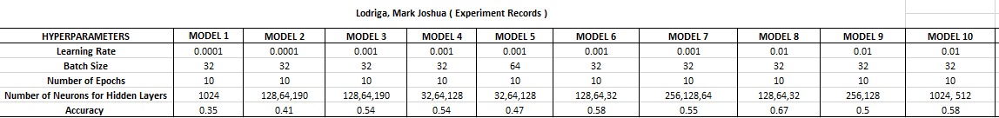 Lodriga, Mark Joshua ( Experiment Records )
HYPERPARAMETERS MODEL 1 MODEL 2 MODEL 3 MODEL 4 MODEL 5 MODEL 6 MODEL 7 MODEL 8 MODEL 9 MODEL 10
Learning Rate 0.0001 0.0001 0.001 0.001 0.001 0.001 0.001 0.01 0.01 0.01
Batch Size 32 32 32 32 64 32 32 32 32 32
Number of Epochs 10 10 10 10 10 10 10 10 10 10
Number of Neurons for Hidden Layers 1024 128,64,190 128,64,190 32,64,128 32,64,128 128,64,32 256,128,64 128,64,32 256,128 1024, 512
Accuracy 0.35 0.41 0.54 0.54 0.47 0.58 0.55 0.67 0.5 0.58